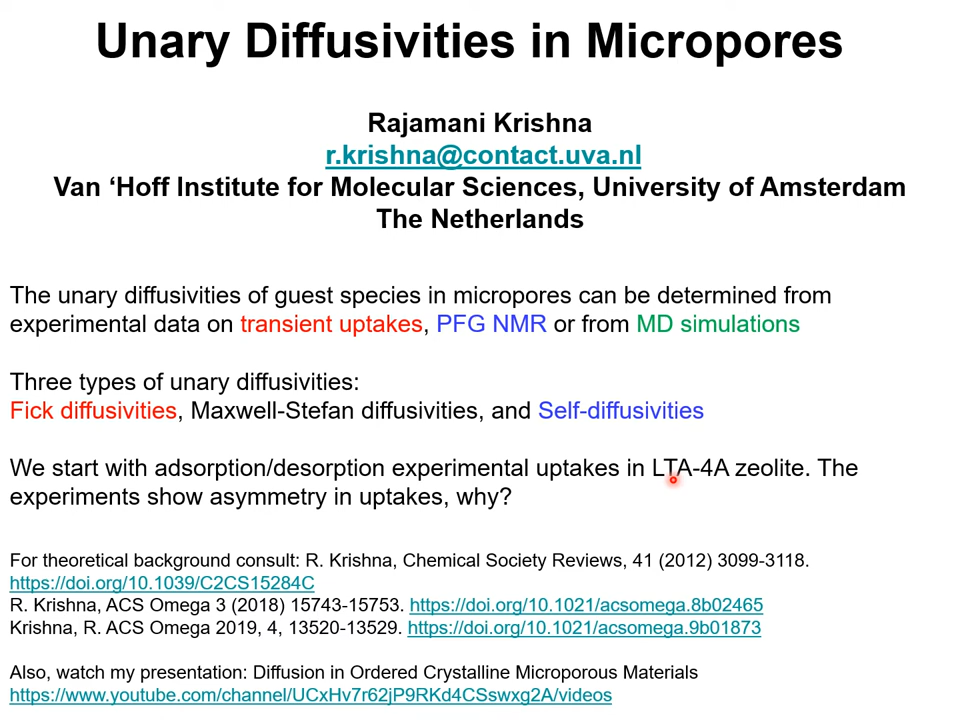 Unary Diffusivities in Micropores
Rajamani Krishna
r.krishna@contact.uva.nl
Van ‘Hoff Institute for Molecular Sciences, University of Amsterdam
The Netherlands
The unary diffusivities of guest species in micropores can be determined from
experimental data on transient uptakes, PFG NMR or from MD simulations
Three types of unary diffusivities:
Fick diffusivities, Maxwell-Stefan diffusivities, and Self-diffusivities
We start with adsorption/desorption experimental uptakes in LTA-4A zeolite. The
experiments show asymmetry in uptakes, why?
For theoretical background consult: R. Krishna, Chemical Society Reviews, 41 (2012) 3099-3118.
https://doi.org/10.1039/C2CS15284C
R. Krishna, ACS Omega 3 (2018) 15743-15753. https://doi.org/10.1021/acsomega.8b02465
Krishna, R. ACS Omega 2019, 4, 13520-13529. https://doi.org/10.1021/acsomega.9b01873
Also, watch my presentation: Diffusion in Ordered Crystalline Microporous Materials
https://www.youtube.com/channel/UCxHv7r62jP9RKd4CSswxg2A/videos